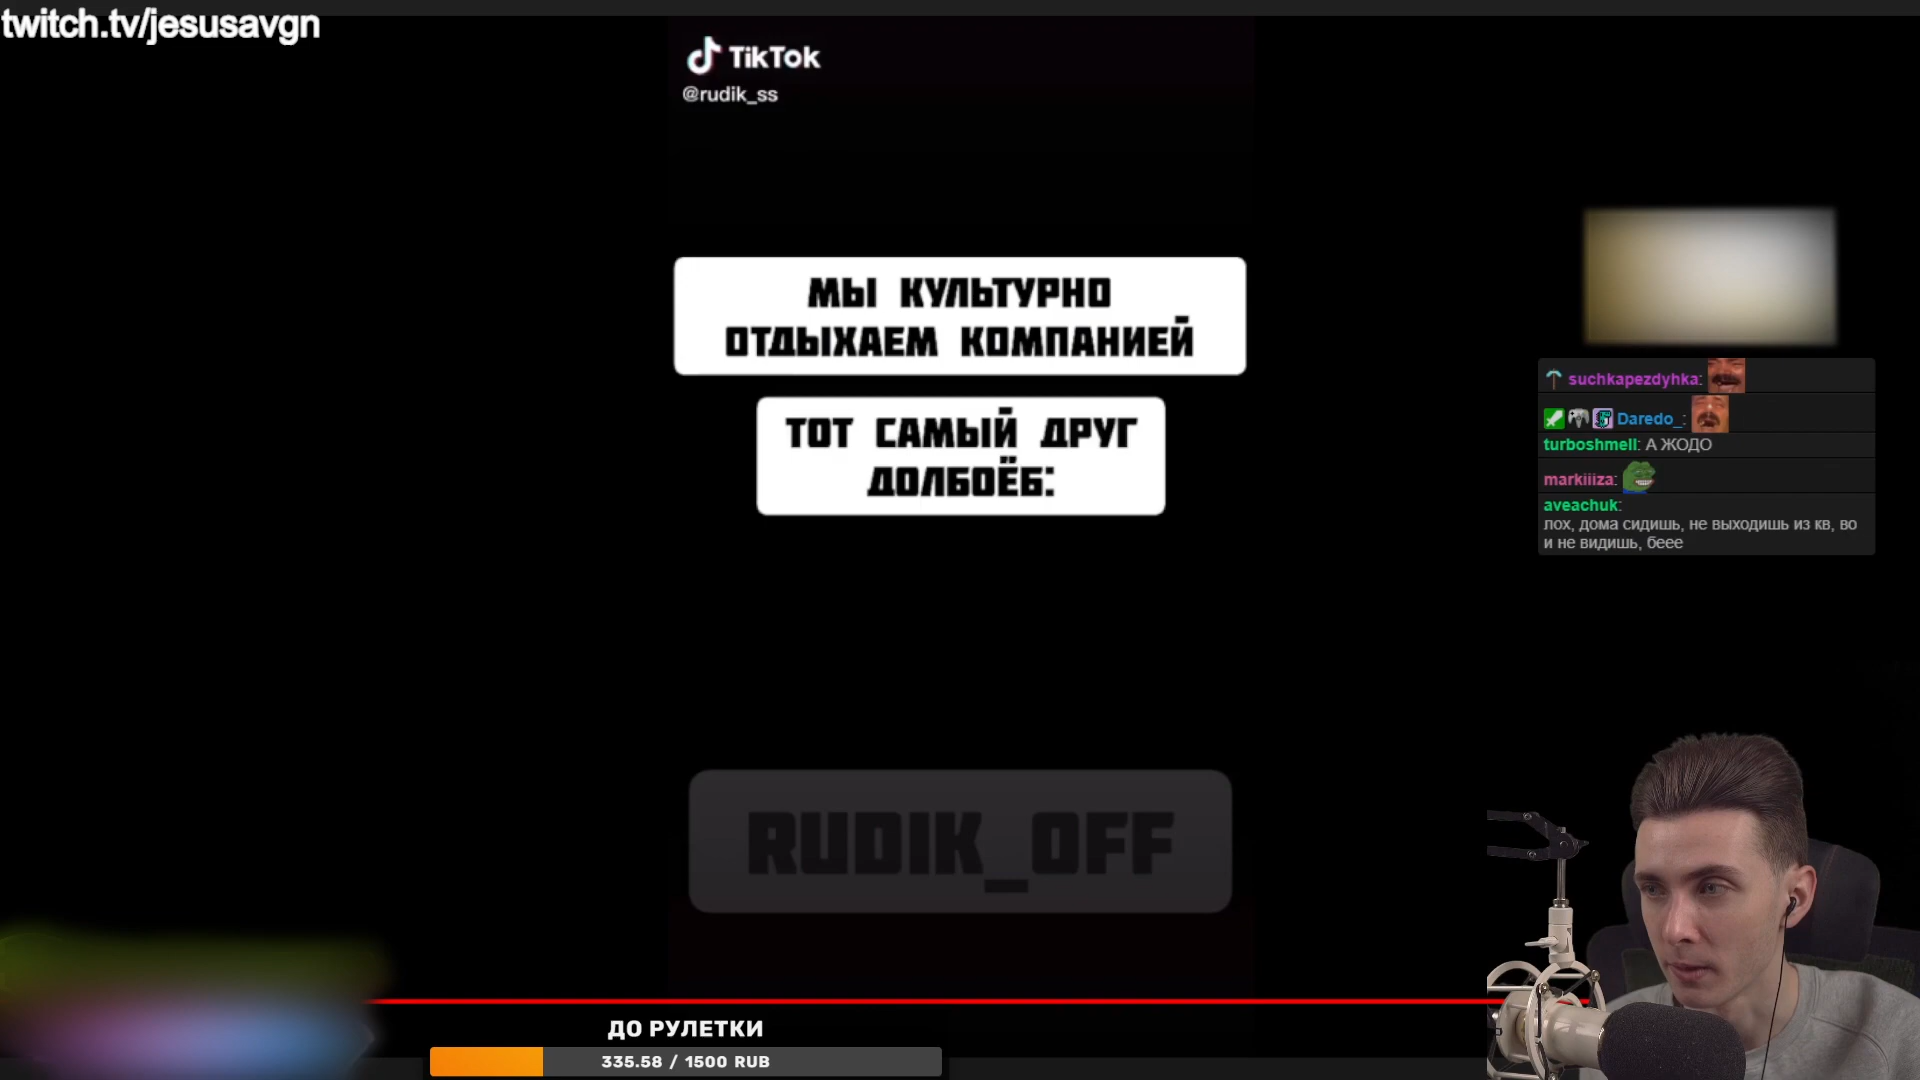 twitch.tv/jesusavgn
TikTok
@rudik_ss
МЫ КУЛЬТУРНО
ОТДЫХАЕМ КОМПАНИЕЙ
ТОТ САМЫЙ ДРУГ
ДОЛБОЁБ:
RUDIK_OFF
suchkapezdyhka:
Daredo_:
turboshmell: А ЖОДО
markiiiza:
aveachuk:
лох, дома сидишь, не выходишь из кв, во
и не видишь, беее
ДО РУЛЕТКИ
335.58 / 1500 RUB